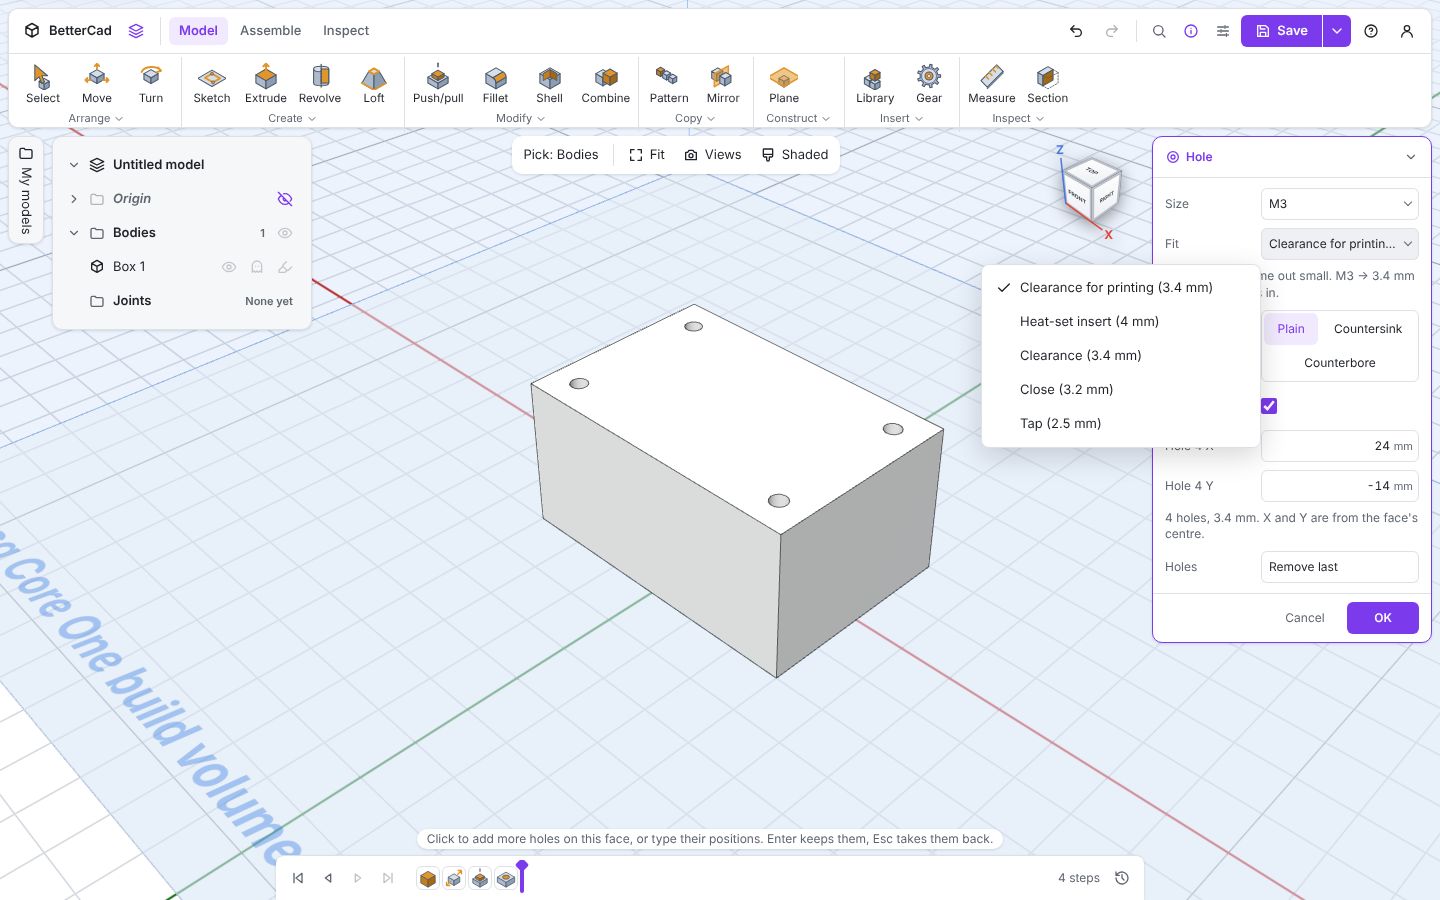 BetterCad
Model
Assemble
Inspect
Save
Select
Move
Turn
Sketch
Extrude
Revolve
Loft
Push/pull
Fillet
Shell
Combine
Pattern
Mirror
Plane
Library
Gear
Measure
Section
Arrange
Create
Modify
Copy
Construct
Insert
Inspect
My models
Untitled model
Origin
Bodies 1
Box 1
Joints None yet
Pick: Bodies
Fit
Views
Shaded
Z
TOP
FRONT
RIGHT
X
Hole
Size M3
Fit Clearance for printin...
me out small. M3 → 3.4 mm
in.
Clearance for printing (3.4 mm)
Heat-set insert (4 mm)
Clearance (3.4 mm)
Close (3.2 mm)
Tap (2.5 mm)
Plain
Countersink
Counterbore
Hole 4 X 24 mm
Hole 4 Y -14 mm
4 holes, 3.4 mm. X and Y are from the face's
centre.
Holes Remove last
Cancel
OK
Core One build volume
Click to add more holes on this face, or type their positions. Enter keeps them, Esc takes them back.
4 steps